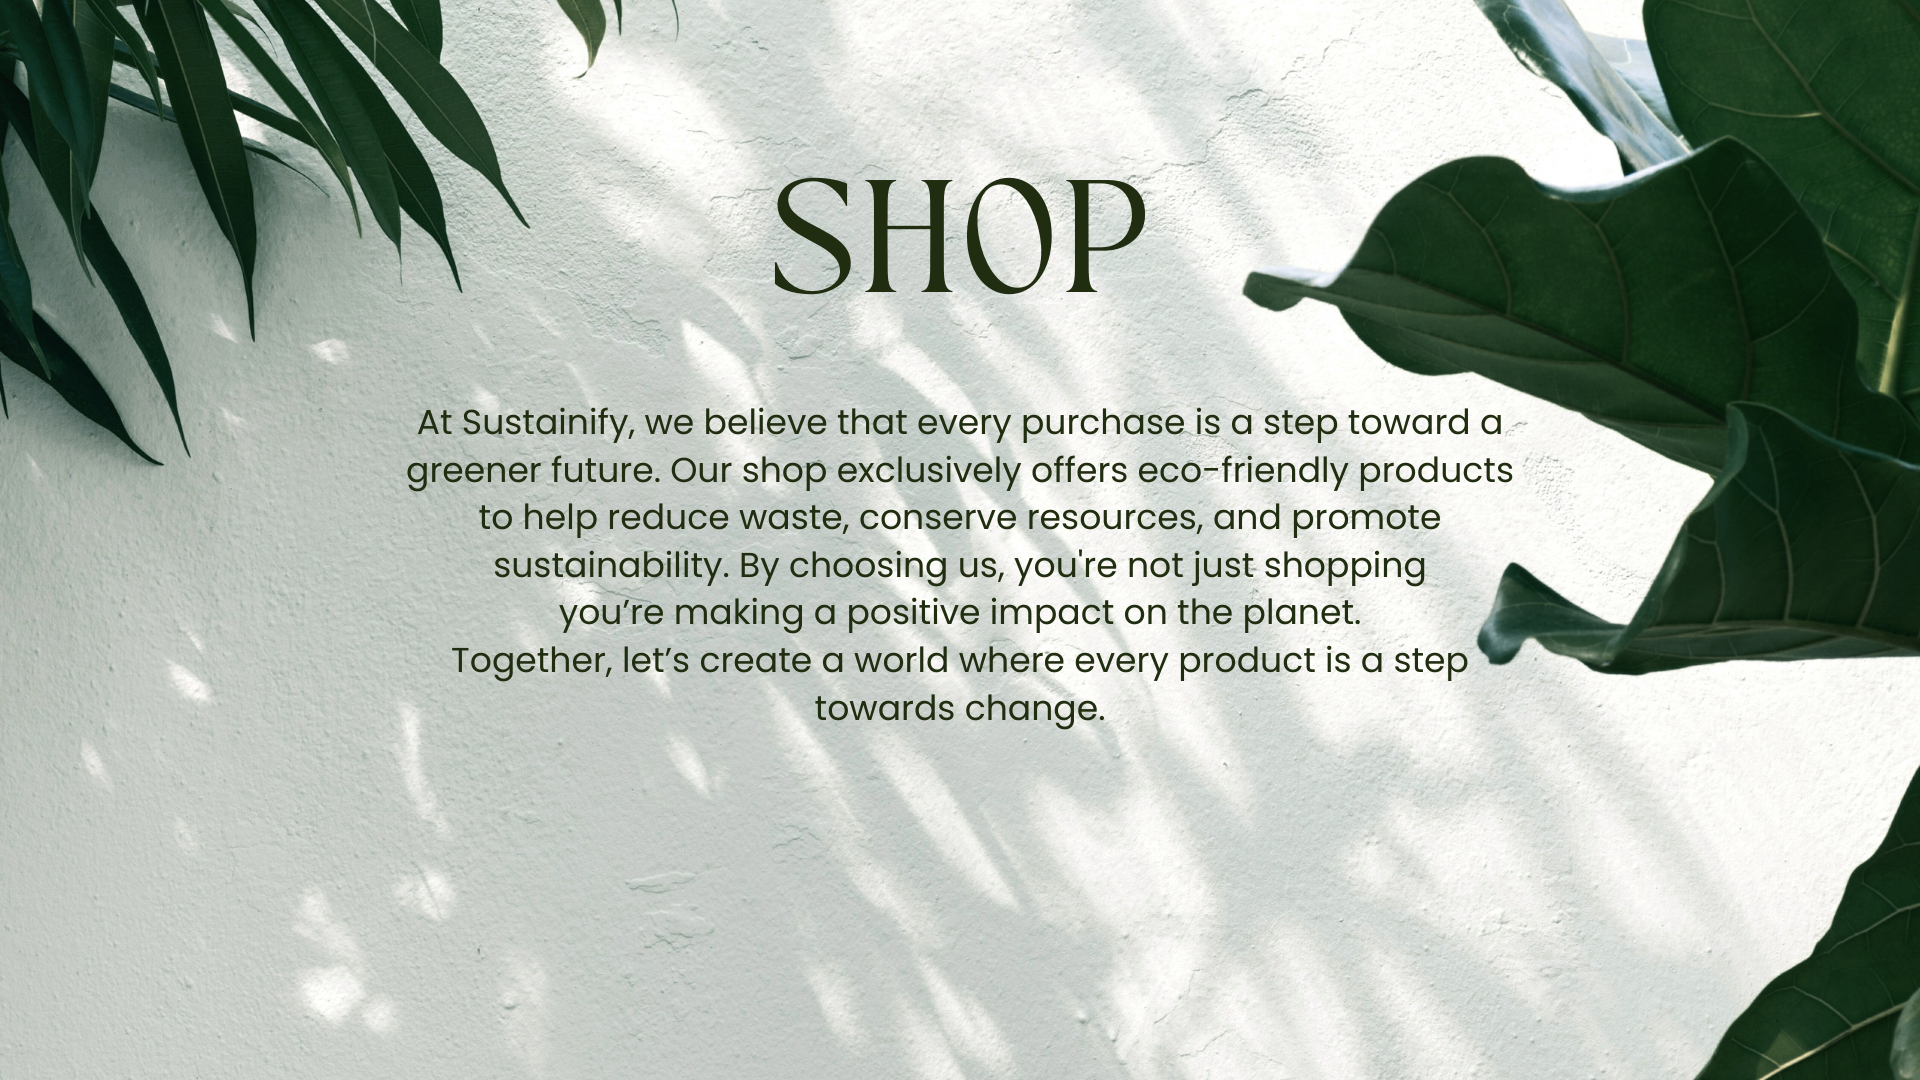 SHOP
At Sustainify, we believe that every purchase is a step toward a
greener future. Our shop exclusively offers eco-friendly products
to help reduce waste, conserve resources, and promote
sustainability. By choosing us, you're not just shopping
you’re making a positive impact on the planet.
Together, let’s create a world where every product is a step
towards change.